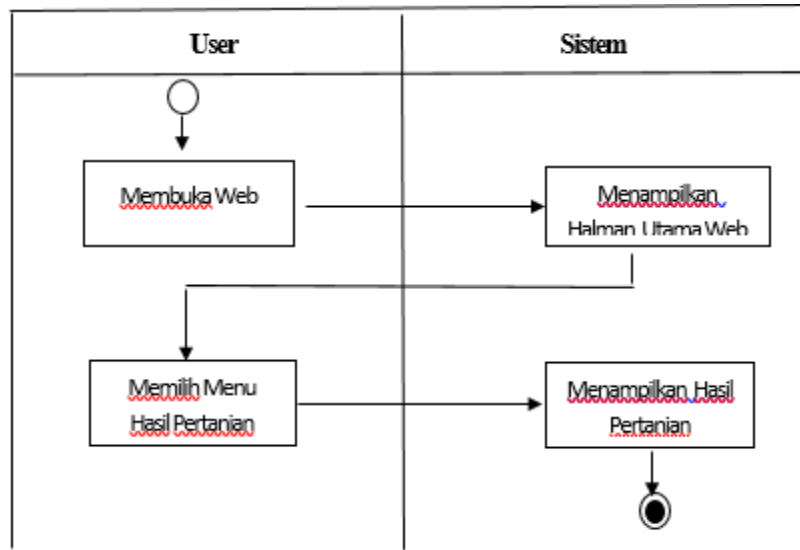 User
Sistem
Membuka Web
Menampilkan
Halman Utama Web
Memilih Menu
Hasil Pertanian
Menampilkan Hasil
Pertanian